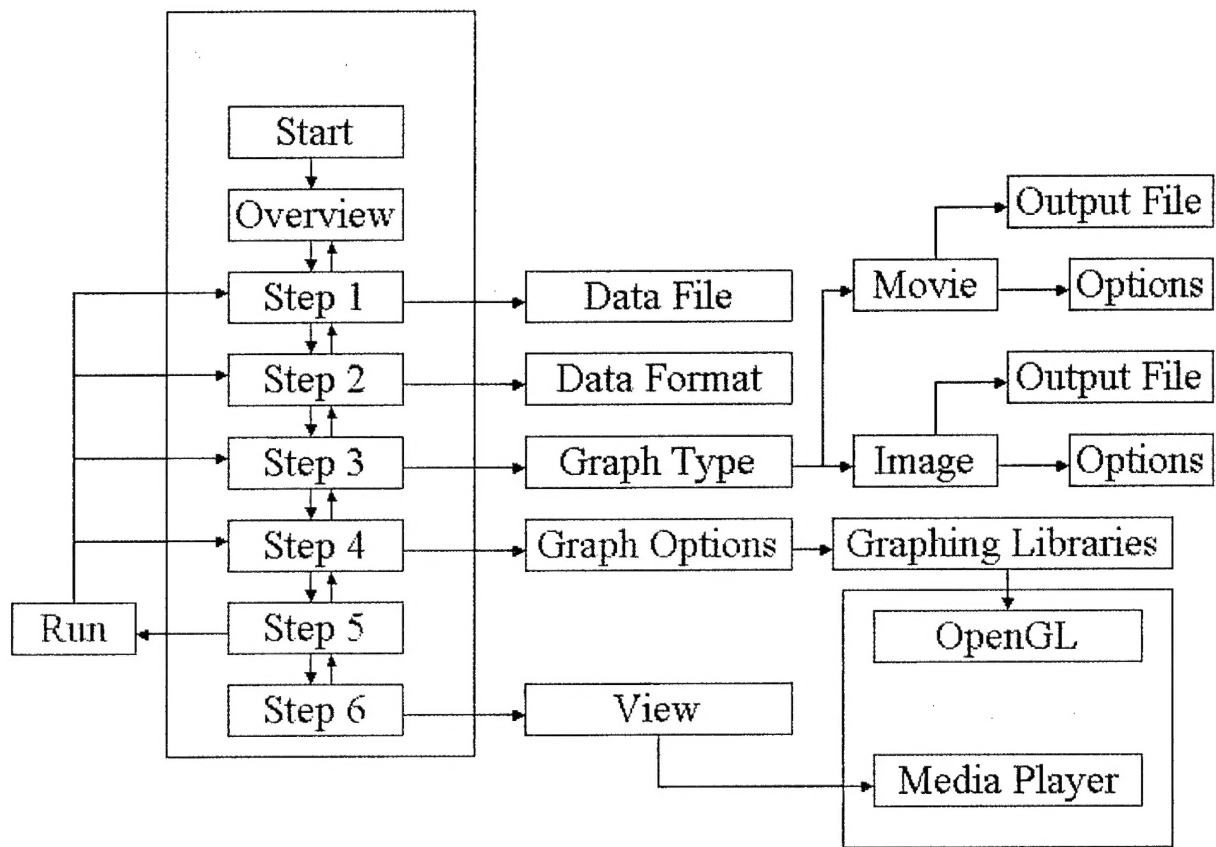 Start
Overview
Output File
Step 1
Data File
Movie
Options
Step 2
Data Format
Output File
Step 3
Graph Type
Image
Options
Step 4
Graph Options
Graphing Libraries
Run
Step 5
OpenGL
Step 6
View
Media Player